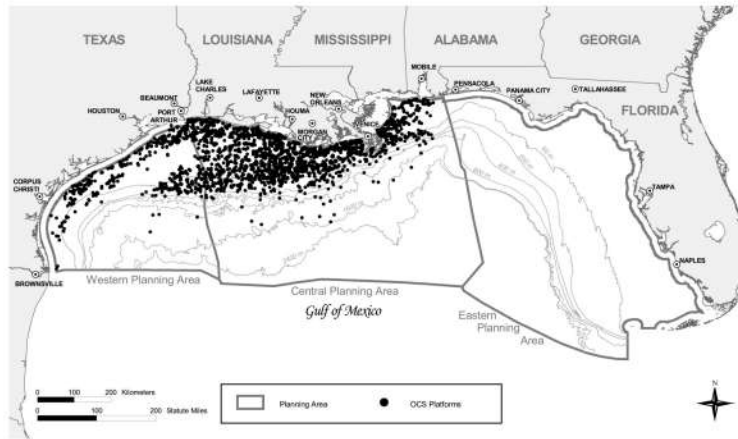 TEXAS
LOUISIANA
MISSISSIPPI
ALABAMA
GEORGIA
MOBILE
PENSACOLA
PANAMA CITY
TALLAHASSEE
FLORIDA
BEAUMONT
LAKE
CHARLES
LAFAYETTE
NEW
ORLEANS
HOUSTON
PORT
ARTHUR
HOUMA
MORGAN
CITY
VENICE
CORPUS
CHRISTI
TAMPA
NAPLES
BROWNSVILLE
Western Planning Area
Central Planning Area
Gulf of Mexico
Eastern
Planning
Area
0 100 200 Kilometers
0 100 200 Statute Miles
Planning Area
OCS Platforms
N